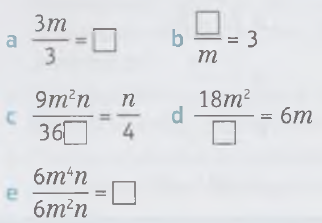 a 3m/3 = □ b □/m = 3
c 9m²n/36□ = n/4 d 18m²/□ = 6m
e 6m⁴n/6m²n = □